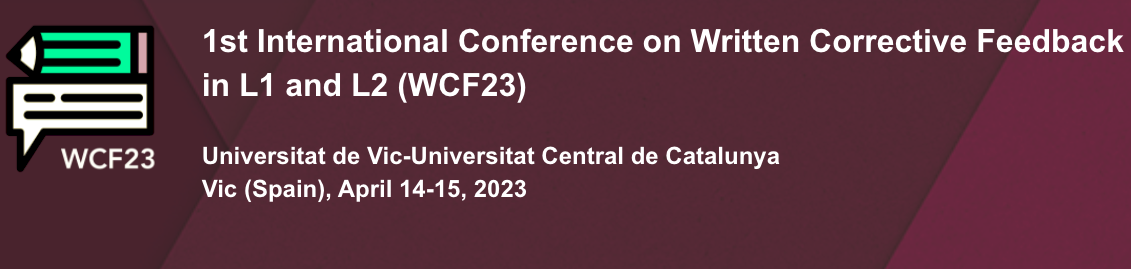 1st International Conference on Written Corrective Feedback
in L1 and L2 (WCF23)
Universitat de Vic-Universitat Central de Catalunya
Vic (Spain), April 14-15, 2023
WCF23